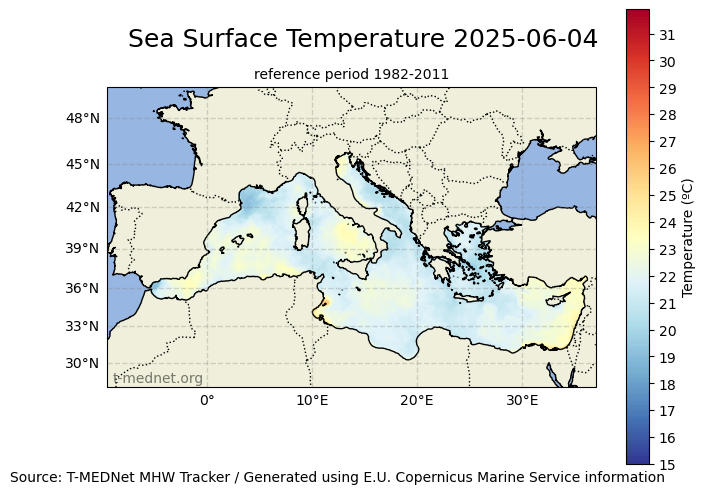 Sea Surface Temperature 2025-06-04
reference period 1982-2011
48°N
45°N
42°N
39°N
36°N
33°N
30°N
0°
10°E
20°E
30°E
t-mednet.org
31
30
29
28
27
26
25
24
23
22
21
20
19
18
17
16
15
Temperature (ºC)
Source: T-MEDNet MHW Tracker / Generated using E.U. Copernicus Marine Service information